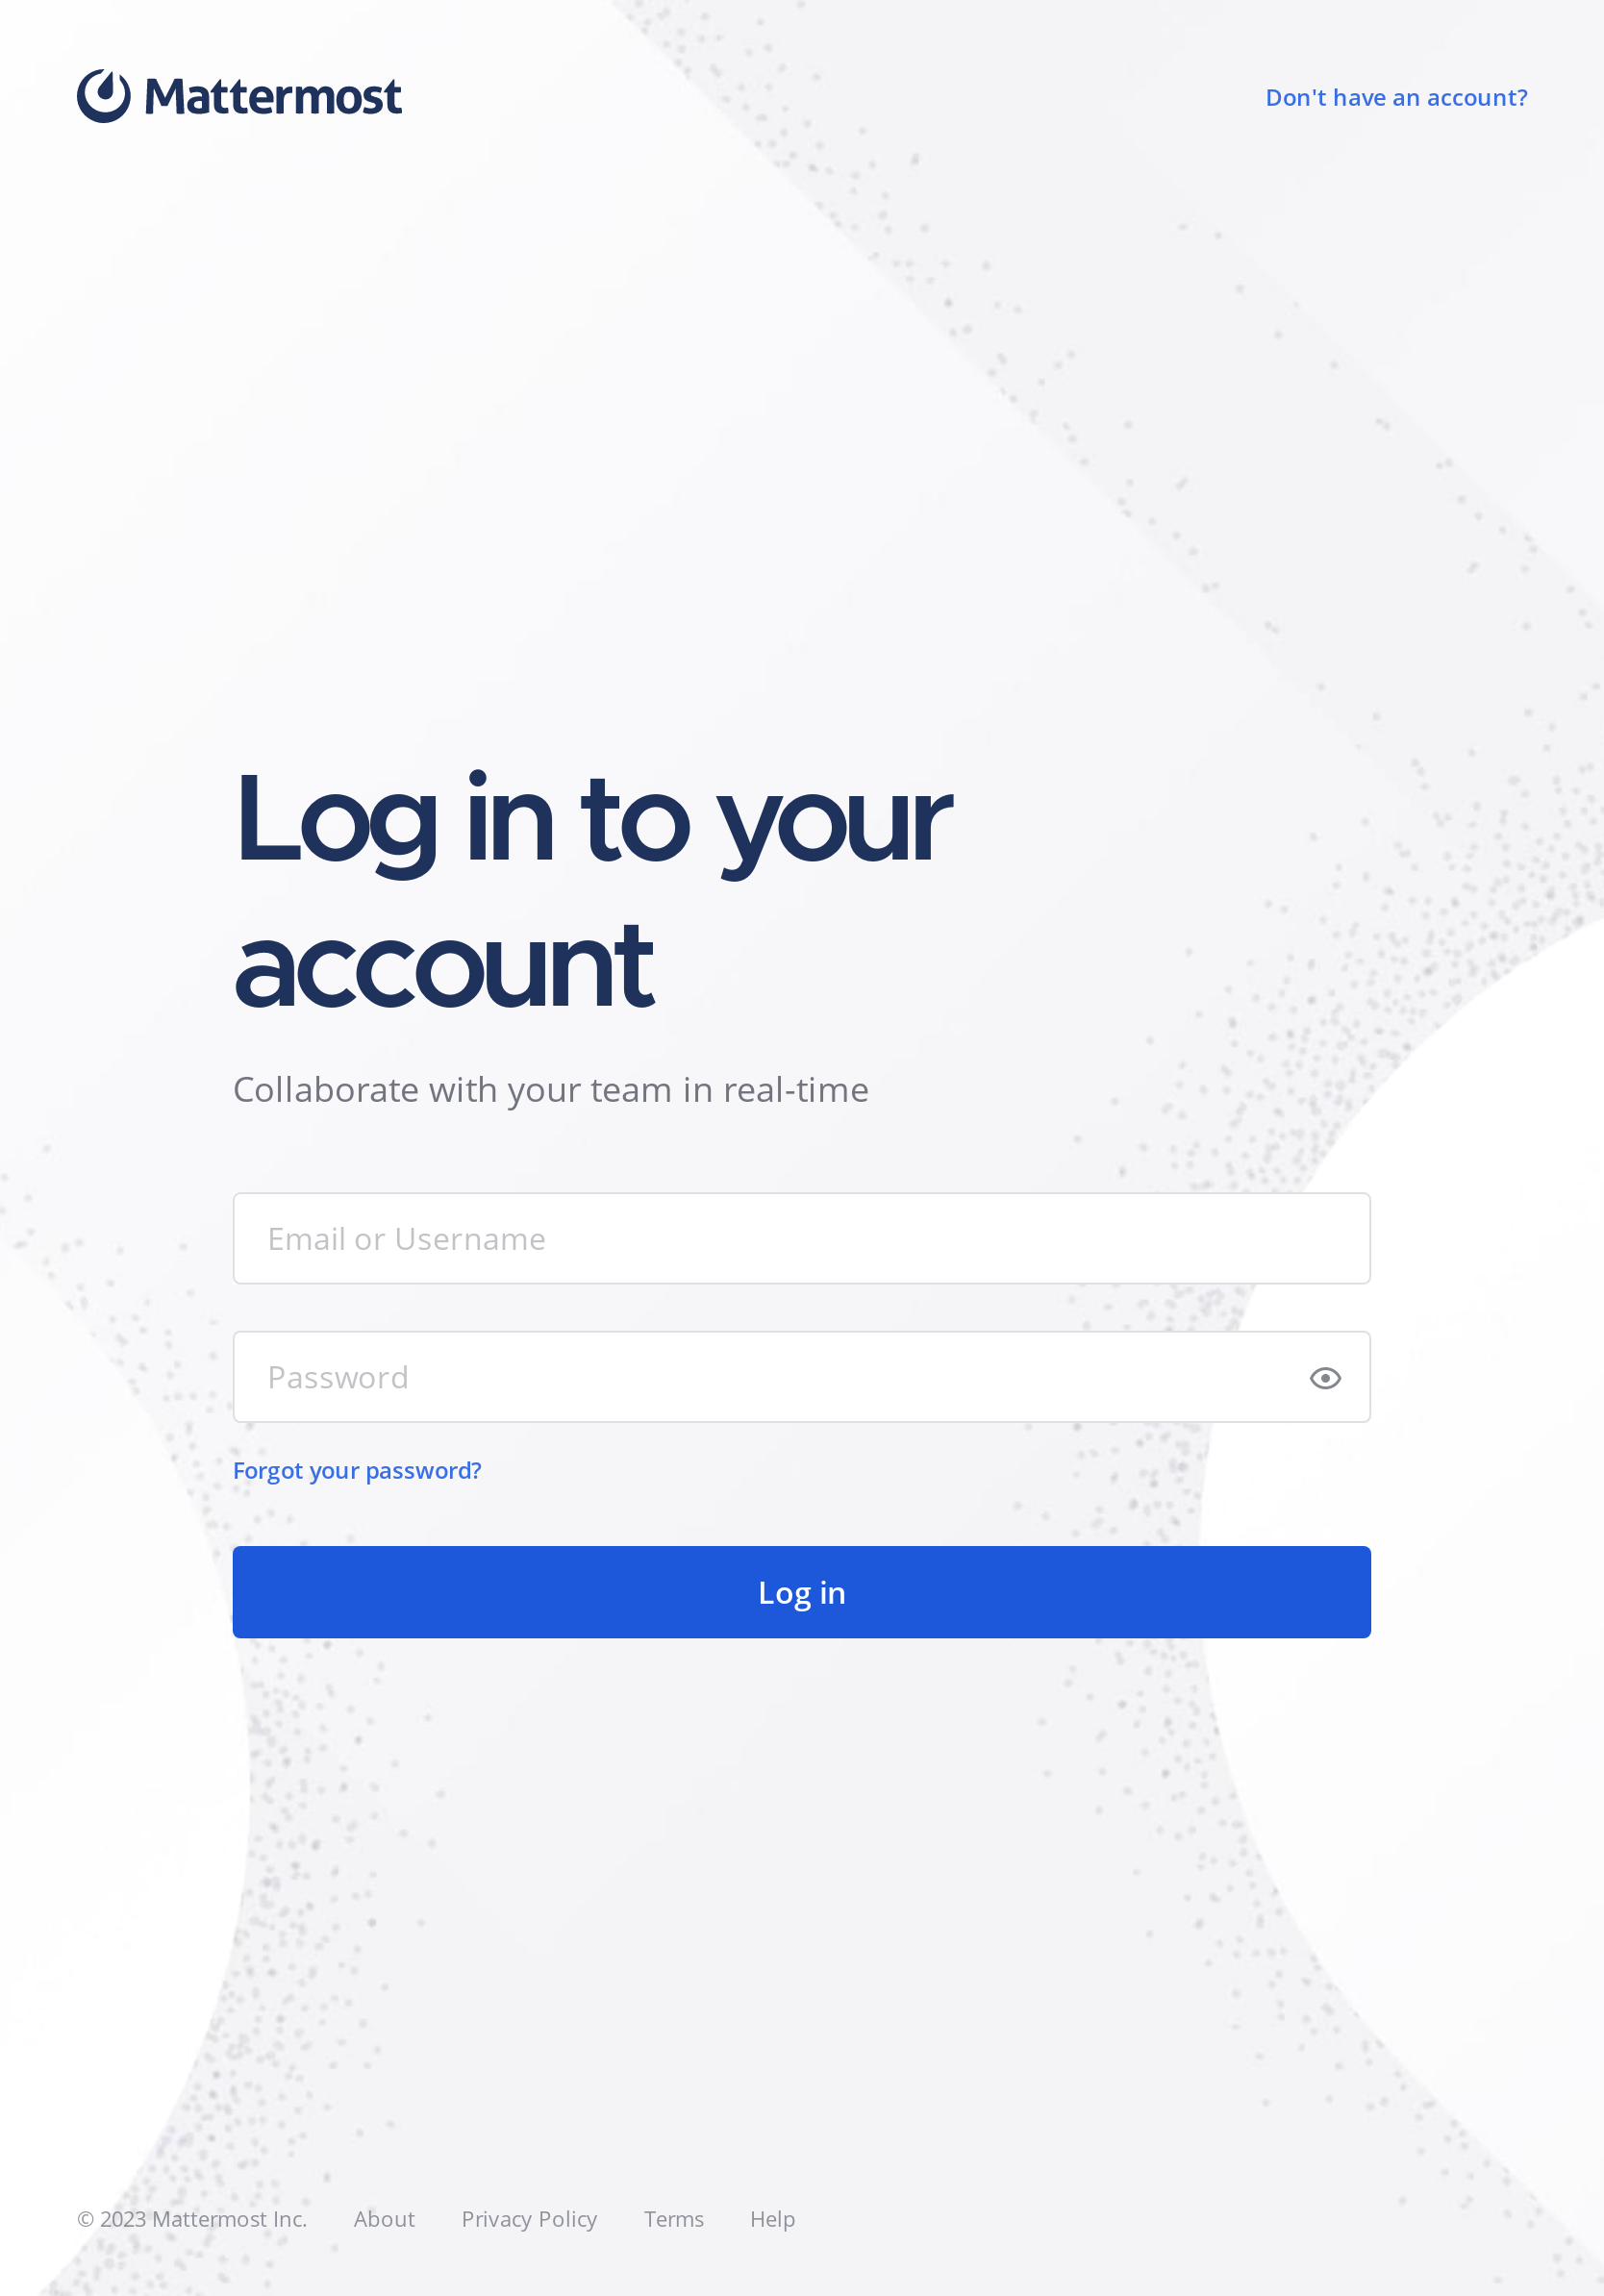 Mattermost
Don't have an account?
Log in to your
account
Collaborate with your team in real-time
Email or Username
Password
Forgot your password?
Log in
© 2023 Mattermost Inc. About Privacy Policy Terms Help